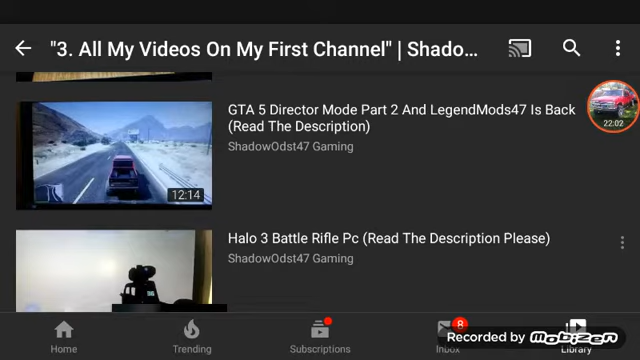 "3. All My Videos On My First Channel" | Shado...
GTA 5 Director Mode Part 2 And LegendMods47 Is Back
(Read The Description)
ShadowOdst47 Gaming
12:14
22:02
Halo 3 Battle Rifle Pc (Read The Description Please)
ShadowOdst47 Gaming
36
8
Home
Trending
Subscriptions
Inbox
Library
Recorded by Mobizen